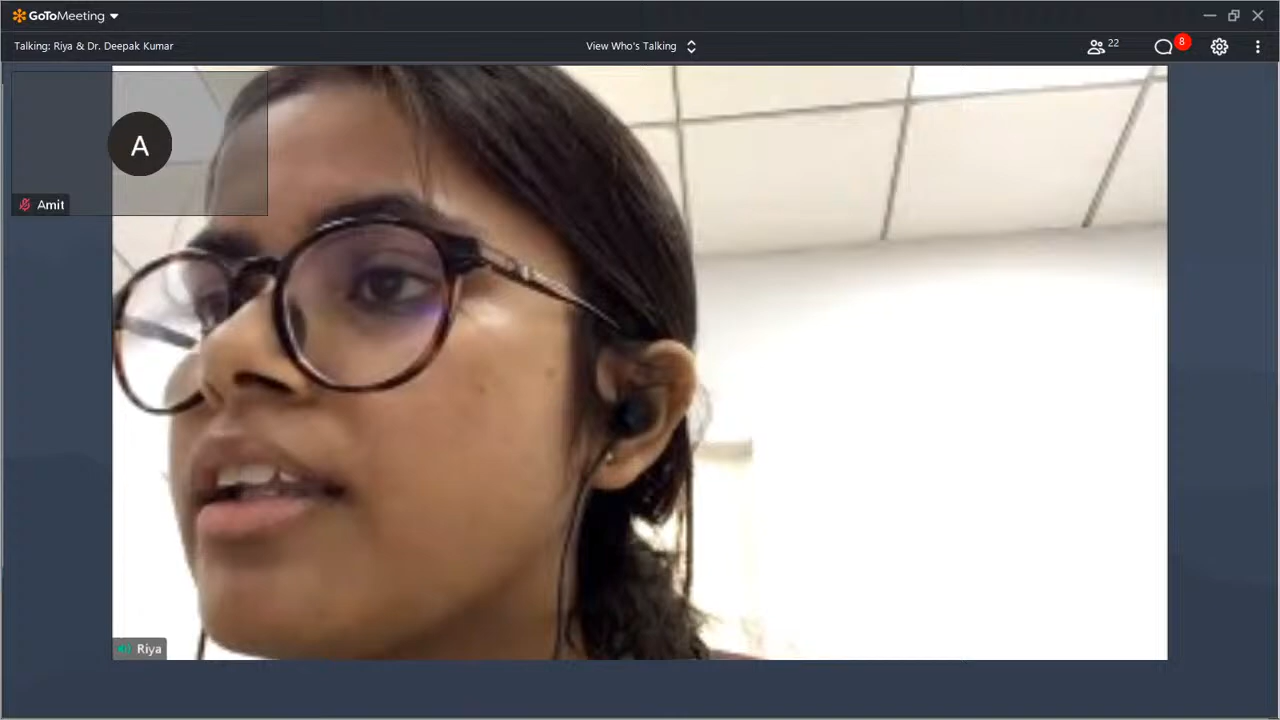 GoToMeeting
Talking: Riya & Dr. Deepak Kumar
View Who's Talking
22
8
A
Amit
Riya